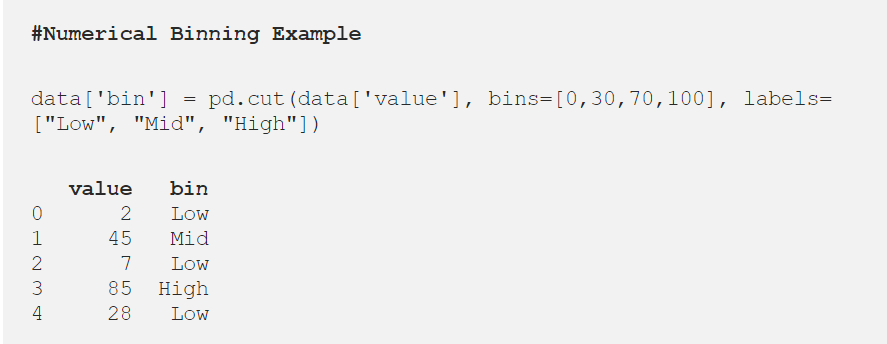 #Numerical Binning Example
data['bin'] = pd.cut(data['value'], bins=[0,30,70,100], labels=
["Low", "Mid", "High"])
value bin
0 2 Low
1 45 Mid
2 7 Low
3 85 High
4 28 Low